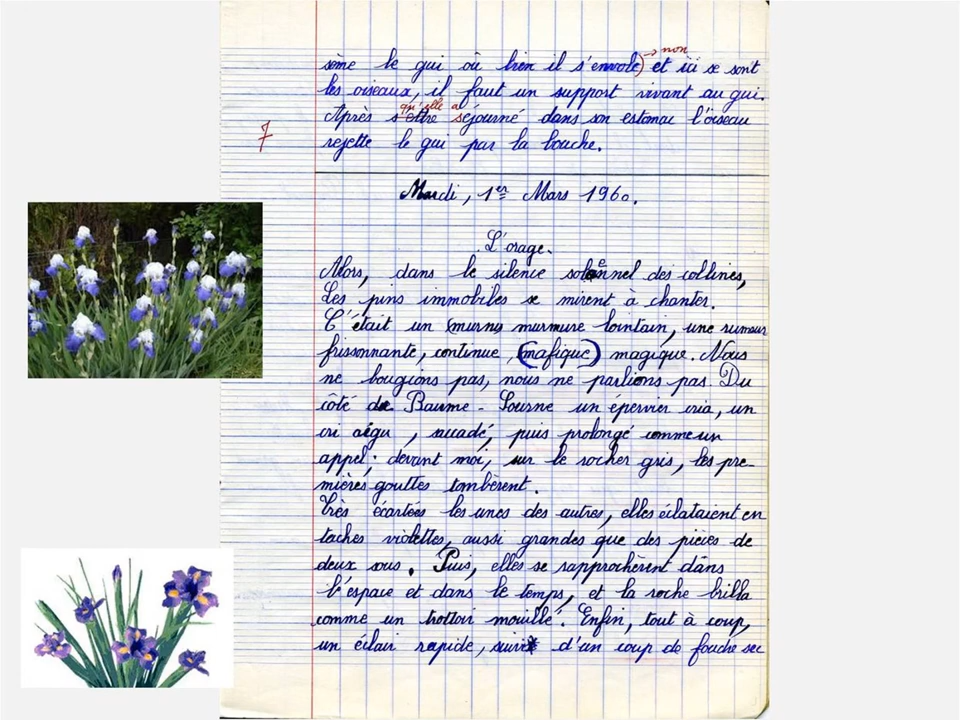 → non
sème le gui où bien il s'envole) et ici se sont
les oiseaux, il faut un support vivant au gui.
qu'elle a
Après s'être séjourné dans son estomac l'oiseau
7
rejette le gui par la bouche.
Mardi, 1er Mars 1960.
L'orage.
Alors, dans le silence solennel des collines,
Les pins immobiles se mirent à chanter.
C'était un (murnu murmure lointain, une rumeur
frissonnante, continue, (mafique) magique. Nous
ne bougions pas, nous ne parlions pas. Du
côté de Baume-Sourne un épervier cria, un
cri aégu, saccadé, puis prolongé comme un
appel; devant moi, sur le rocher gris, les pre-
mières gouttes tombèrent.
Très écartées les unes des autres, elles éclataient en
taches violettes, aussi grandes que des pièces de
deux sous. Puis, elles se rapprochèrent dans
l'espace et dans le temps, et la roche brilla
comme un trottoir mouillé. Enfin, tout à coup,
un éclair rapide, suivi d'un coup de foudre sec